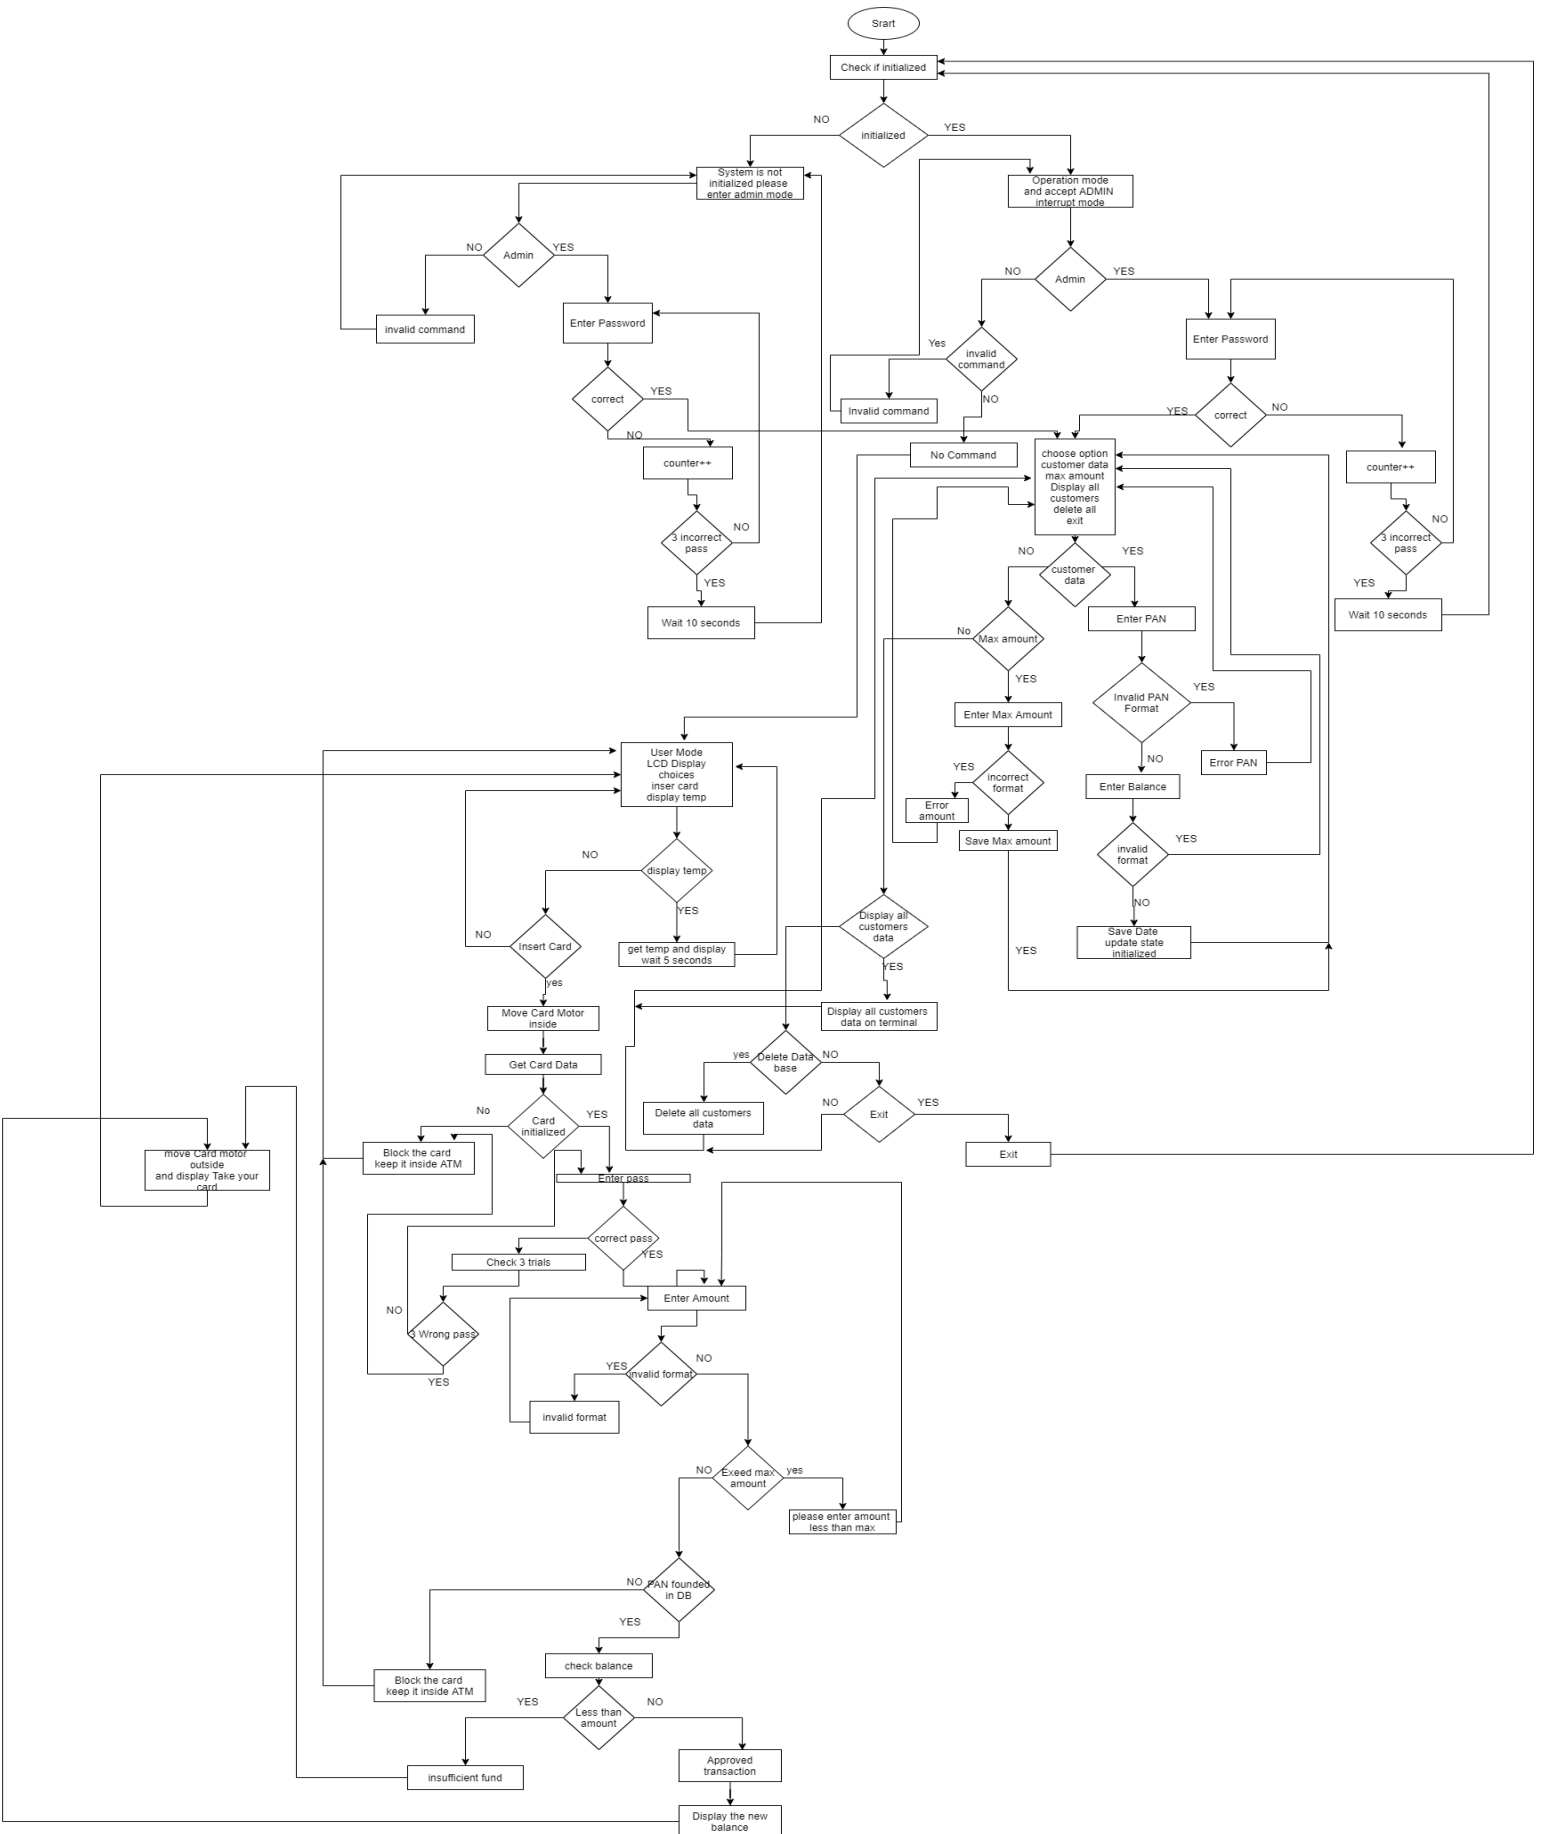 Srart
Check if initialized
NO
YES
initialized
System is not
initialized please
enter admin mode
Operation mode
and accept ADMIN
interrupt mode
NO
YES
Admin
NO
YES
Admin
invalid command
Enter Password
Yes
invalid
command
Enter Password
NO
Invalid command
correct
YES
NO
YES
correct
NO
counter++
No Command
choose option
customer data
max amount
Display all
customers
delete all
exit
counter++
3 incorrect
pass
NO
3 incorrect
pass
NO
YES
YES
Wait 10 seconds
Wait 10 seconds
NO
YES
customer
data
Enter PAN
No
Max amount
YES
Invalid PAN
Format
YES
Enter Max Amount
NO
Error PAN
User Mode
LCD Display
choices
inser card
display temp
YES
incorrect
format
Enter Balance
Error
amount
Save Max amount
invalid
format
YES
NO
NO
display temp
YES
Display all
customers
data
YES
Save Date
update state
initialized
YES
NO
Insert Card
get temp and display
wait 5 seconds
yes
Move Card Motor
inside
Display all customers
data on terminal
Get Card Data
yes
Delete Data
base
NO
No
Card
initialized
YES
Delete all customers
data
NO
Exit
YES
Exit
Block the card
keep it inside ATM
move Card motor
outside
and display Take your
card
Enter pass
correct pass
YES
Check 3 trials
Enter Amount
NO
3 Wrong pass
YES
YES
invalid format
NO
invalid format
NO
Exeed max
amount
yes
please enter amount
less than max
NO
PAN founded
in DB
YES
check balance
Block the card
keep it inside ATM
YES
Less than
amount
NO
insufficient fund
Approved
transaction
Display the new
balance